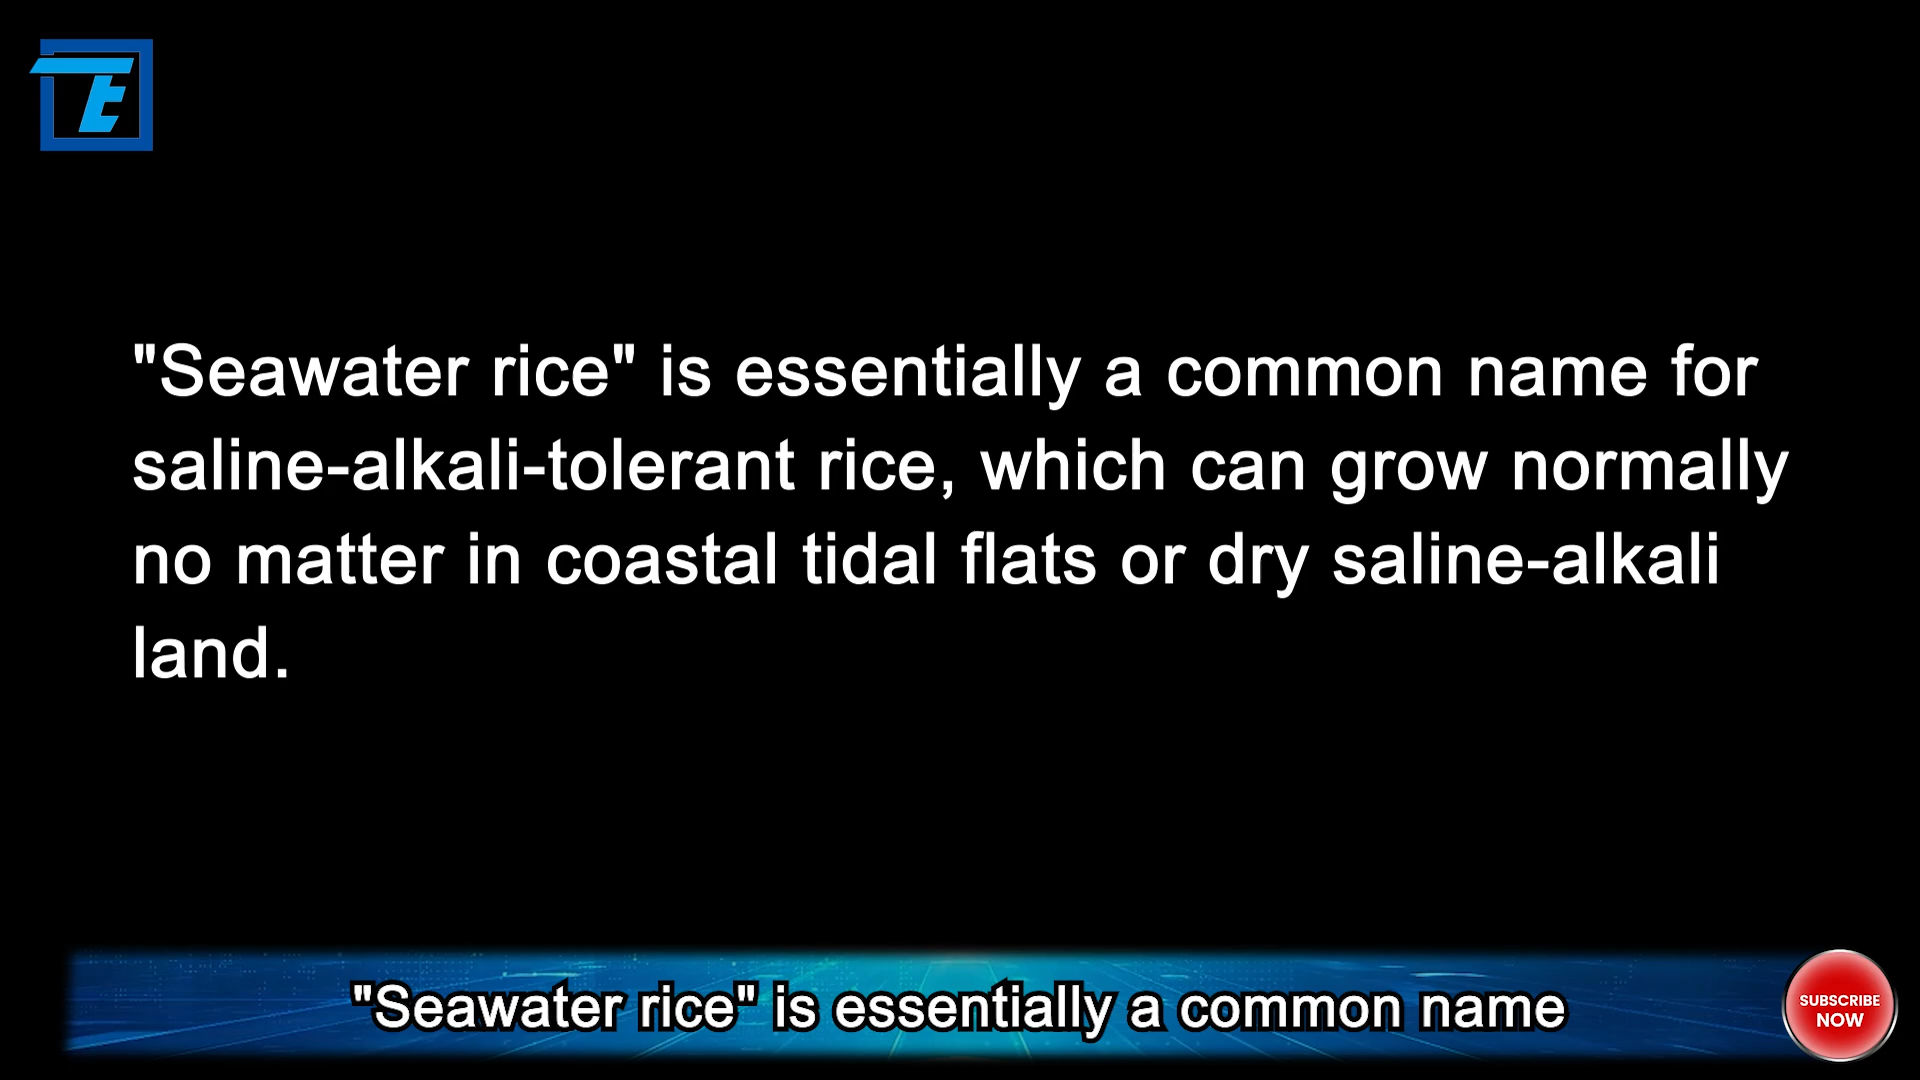 TE
"Seawater rice" is essentially a common name for
saline-alkali-tolerant rice, which can grow normally
no matter in coastal tidal flats or dry saline-alkali
land.
"Seawater rice" is essentially a common name
SUBSCRIBE
NOW